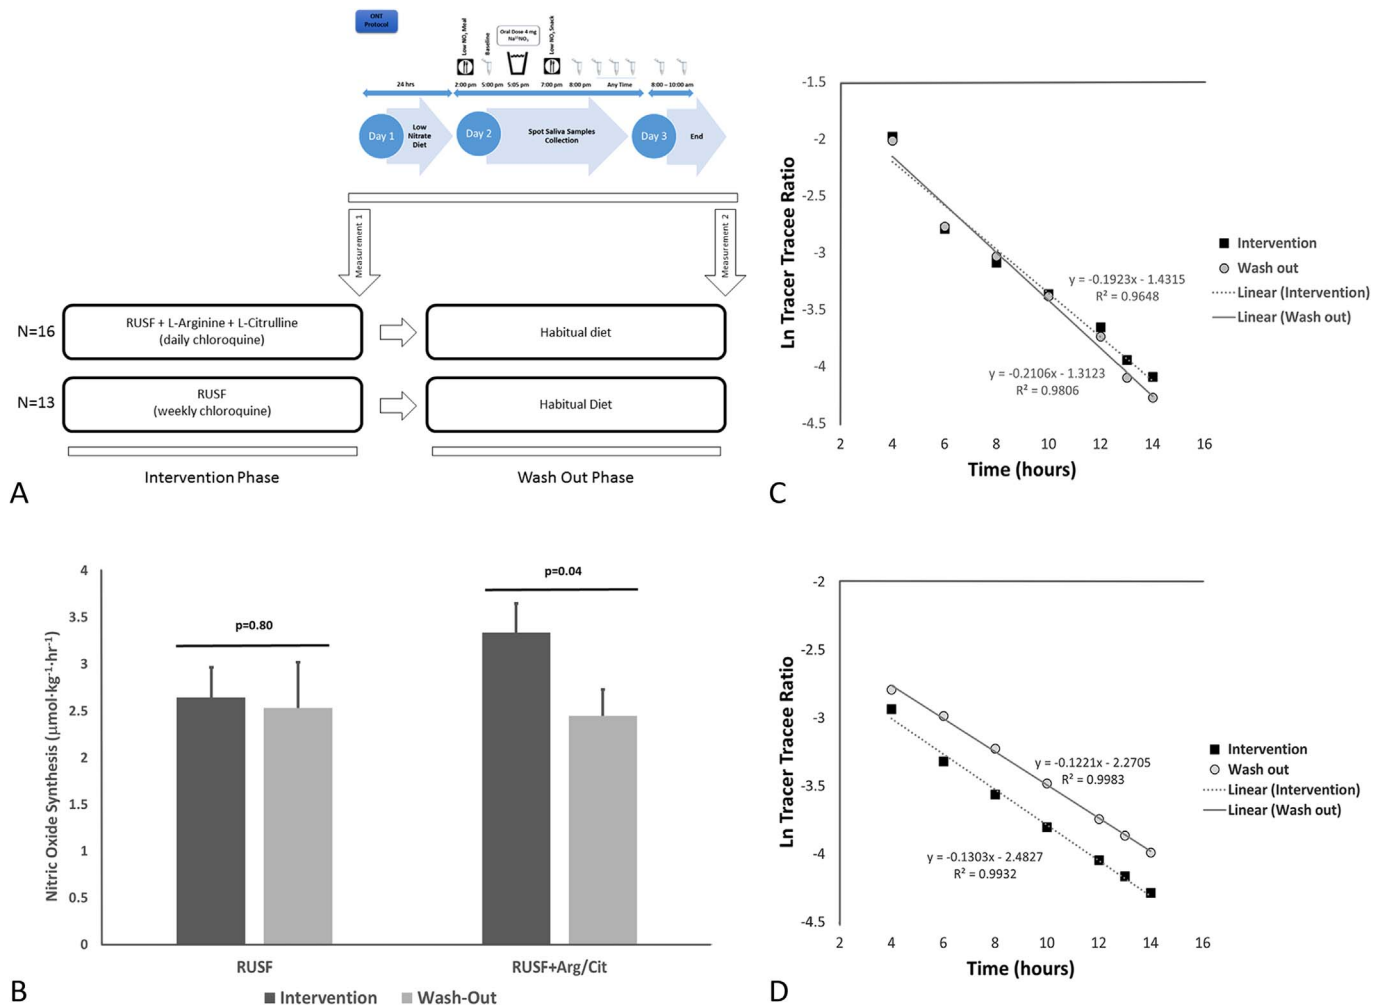 ONT
Protocol
Low NO₃ Meal
Baseline
Oral Dose 4 mg
Na¹⁵NO₃
Low NO₃ Snack
24 hrs
2:00 pm 5:00 pm 5:05 pm 7:00 pm 8:00 pm Any Time 8:00 – 10:00 am
Day 1
Low
Nitrate
Diet
Day 2
Spot Saliva Samples
Collection
Day 3
End
Measurement 1
Measurement 2
N=16
RUSF + L-Arginine + L-Citrulline
(daily chloroquine)
Habitual diet
N=13
RUSF
(weekly chloroquine)
Habitual Diet
Intervention Phase
Wash Out Phase
A
Ln Tracer Tracee Ratio
-1.5
-2
-2.5
-3
-3.5
-4
-4.5
2 4 6 8 10 12 14 16
Time (hours)
y = -0.1923x - 1.4315
R² = 0.9648
y = -0.2106x - 1.3123
R² = 0.9806
Intervention
Wash out
Linear (Intervention)
Linear (Wash out)
C
Nitric Oxide Synthesis (µmol·kg⁻¹·hr⁻¹)
4
3.5
3
2.5
2
1.5
1
0.5
0
p=0.80
p=0.04
RUSF
RUSF+Arg/Cit
Intervention Wash-Out
B
Ln Tracer Tracee Ratio
-2
-2.5
-3
-3.5
-4
-4.5
2 4 6 8 10 12 14 16
Time (hours)
y = -0.1221x - 2.2705
R² = 0.9983
y = -0.1303x - 2.4827
R² = 0.9932
Intervention
Wash out
Linear (Intervention)
Linear (Wash out)
D